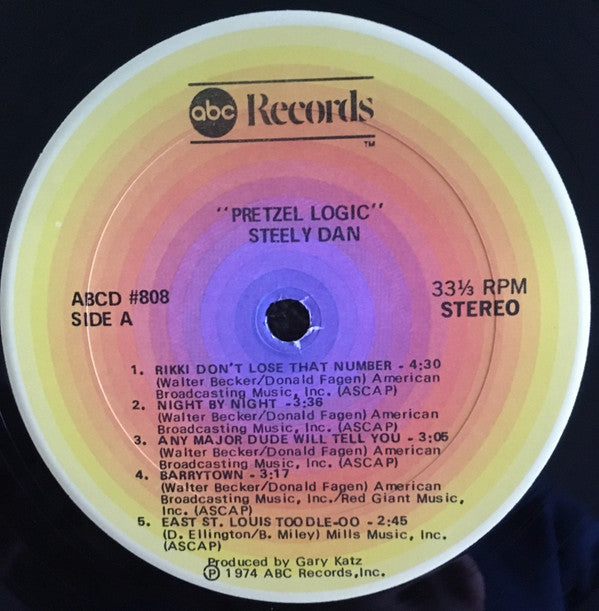 abc Records
TM
"PRETZEL LOGIC"
STEELY DAN
ABCD #808
SIDE A
33⅓ RPM
STEREO
1. RIKKI DON'T LOSE THAT NUMBER - 4:30
(Walter Becker/Donald Fagen) American
Broadcasting Music, Inc. (ASCAP)
2. NIGHT BY NIGHT - 3:36
(Walter Becker/Donald Fagen) American
Broadcasting Music, Inc. (ASCAP)
3. ANY MAJOR DUDE WILL TELL YOU - 3:05
(Walter Becker/Donald Fagen) American
Broadcasting Music, Inc. (ASCAP)
4. BARRYTOWN - 3:17
(Walter Becker/Donald Fagen) American
Broadcasting Music, Inc./Red Giant Music,
Inc. (ASCAP)
5. EAST ST. LOUIS TOODLE-OO - 2:45
(D. Ellington/B. Miley) Mills Music, Inc.
(ASCAP)
Produced by Gary Katz
Ⓟ 1974 ABC Records,Inc.